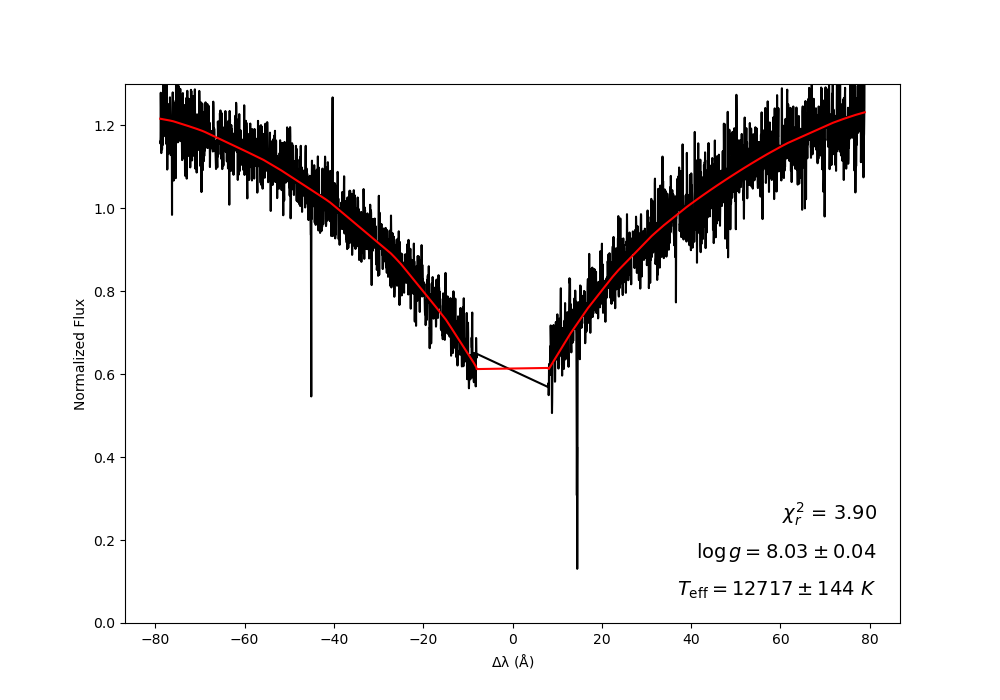 1.2
1.0
0.8
0.6
0.4
0.2
0.0
Normalized Flux
χ²ᵣ = 3.90
log g = 8.03 ± 0.04
T_eff = 12717 ± 144 K
−80 −60 −40 −20 0 20 40 60 80
Δλ (Å)